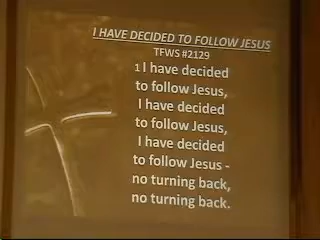 I HAVE DECIDED TO FOLLOW JESUS
TFWS #2129
1 I have decided
to follow Jesus,
I have decided
to follow Jesus,
I have decided
to follow Jesus -
no turning back,
no turning back.